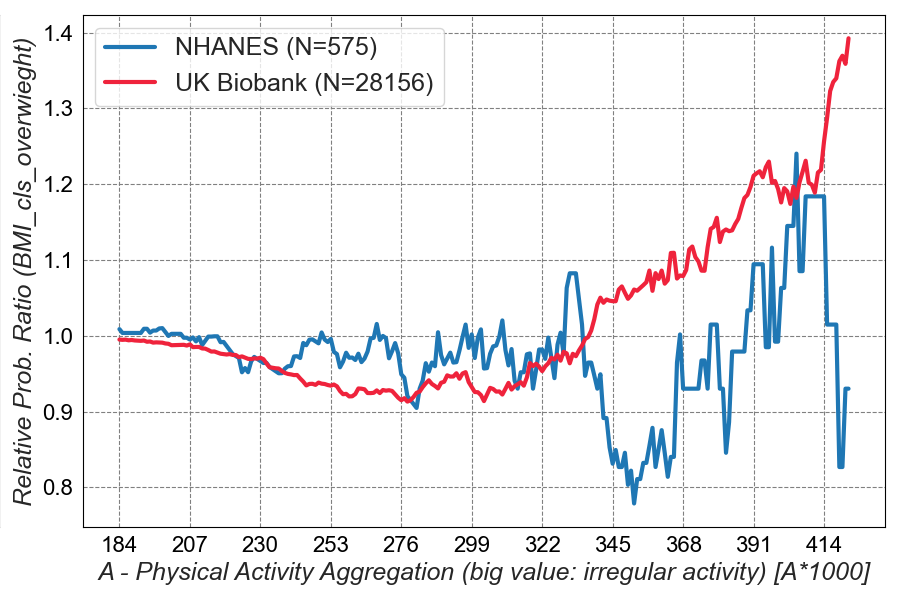 NHANES (N=575)
UK Biobank (N=28156)
Relative Prob. Ratio (BMI_cls_overwieght)
1.4
1.3
1.2
1.1
1.0
0.9
0.8
184 207 230 253 276 299 322 345 368 391 414
A - Physical Activity Aggregation (big value: irregular activity) [A*1000]